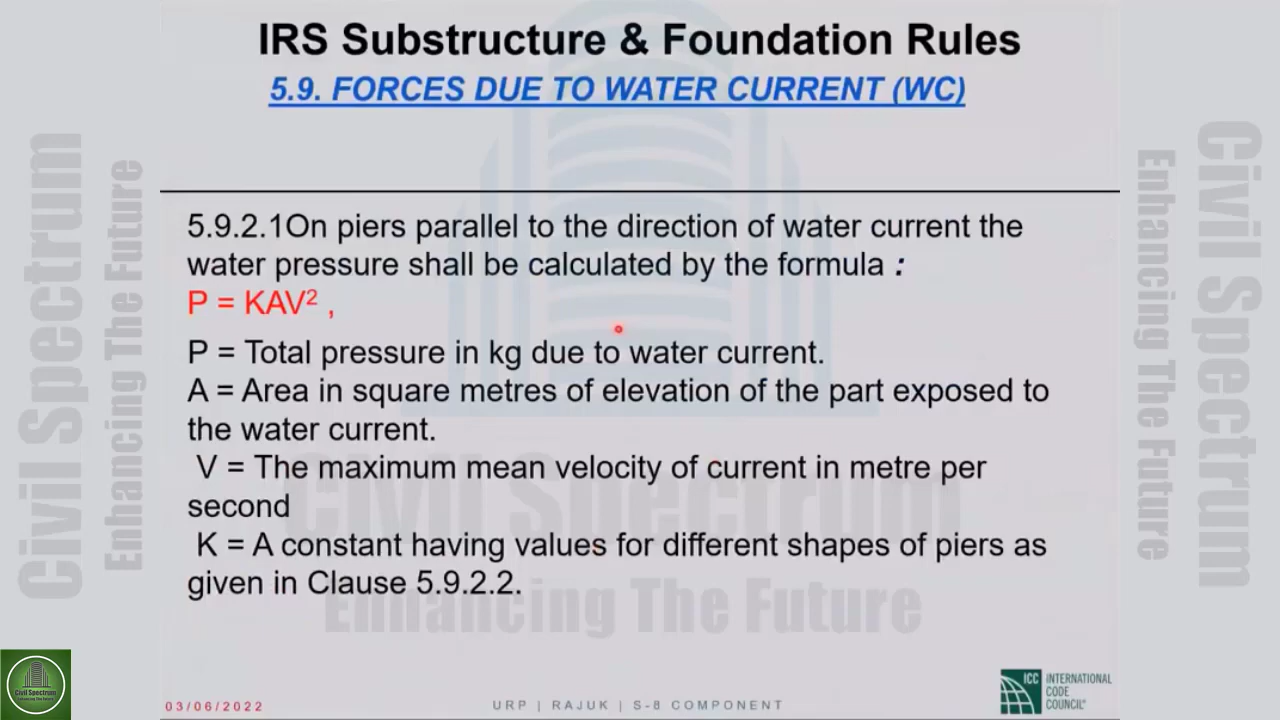 IRS Substructure & Foundation Rules
5.9. FORCES DUE TO WATER CURRENT (WC)
5.9.2.1On piers parallel to the direction of water current the
water pressure shall be calculated by the formula :
P = KAV² ,
P = Total pressure in kg due to water current.
A = Area in square metres of elevation of the part exposed to
the water current.
V = The maximum mean velocity of current in metre per
second
K = A constant having values for different shapes of piers as
given in Clause 5.9.2.2.
Civil Spectrum
Enhancing The Future
Civil Spectrum
Enhancing The Future
Enhancing The Future
Civil Spectrum
Civil Spectrum
Enhancing The Future
03/06/2022
URP | RAJUK | S-8 COMPONENT
ICC INTERNATIONAL
CODE
COUNCIL®